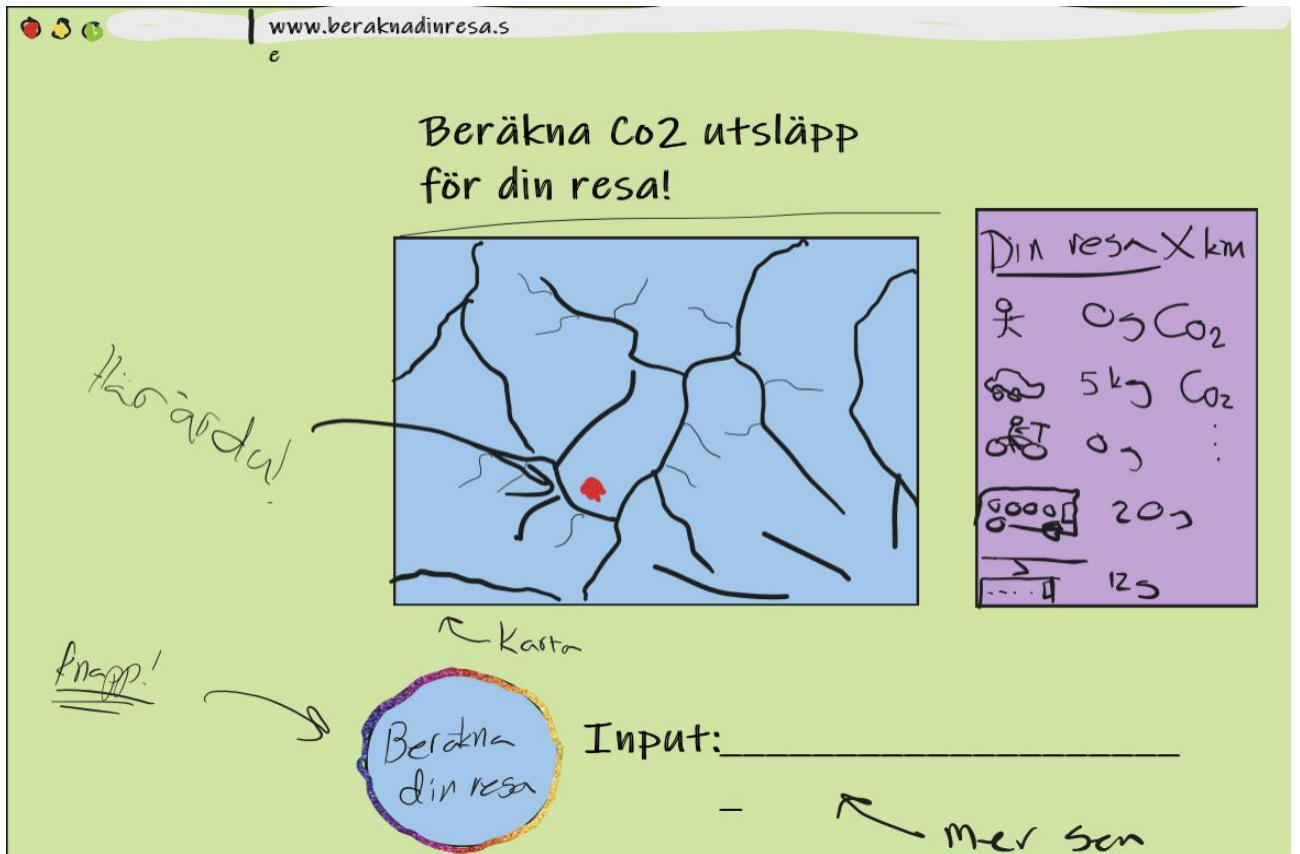 www.beraknadinresa.s
e
Beräkna Co2 utsläpp
för din resa!
Din resa X km
0g Co2
5kg Co2
0g
20g
12g
Här är du!
Karta
Knapp!
Beräkna
din resa
Input:______________________
_
mer sen